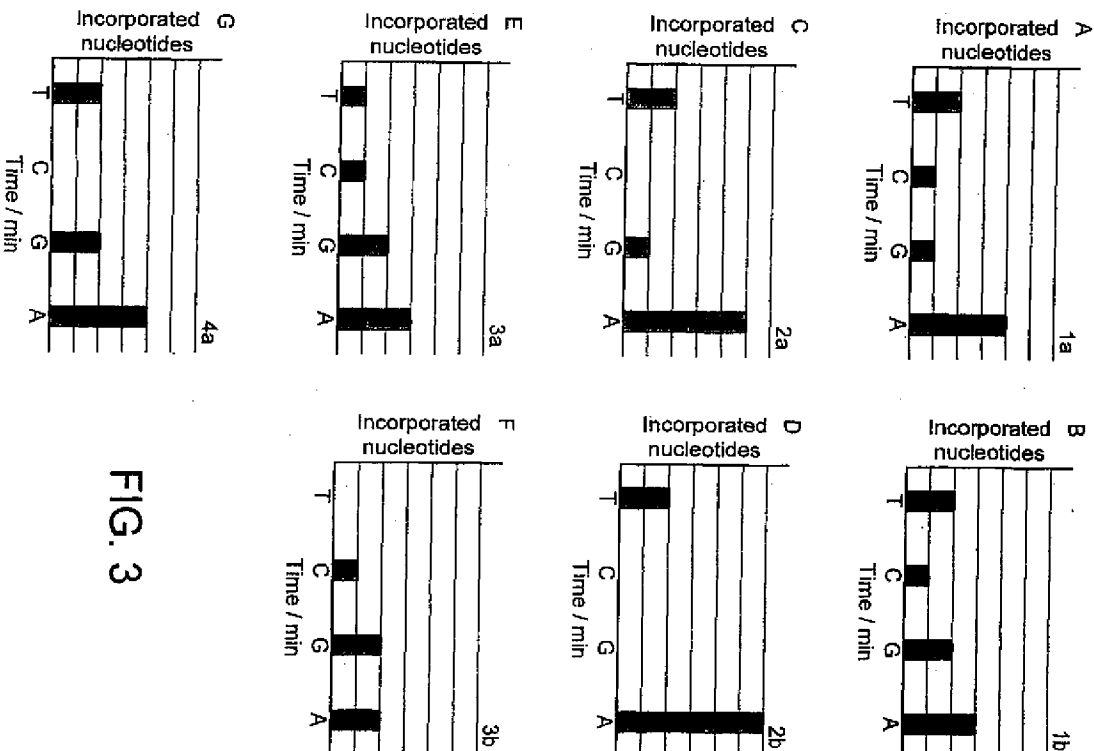 A
1a
Incorporated
nucleotides
T C G A
Time / min
B
1b
Incorporated
nucleotides
T C G A
Time / min
C
2a
Incorporated
nucleotides
T C G A
Time / min
D
2b
Incorporated
nucleotides
T C G A
Time / min
E
3a
Incorporated
nucleotides
T C G A
Time / min
F
3b
Incorporated
nucleotides
T C G A
Time / min
G
4a
Incorporated
nucleotides
T C G A
Time / min
FIG. 3